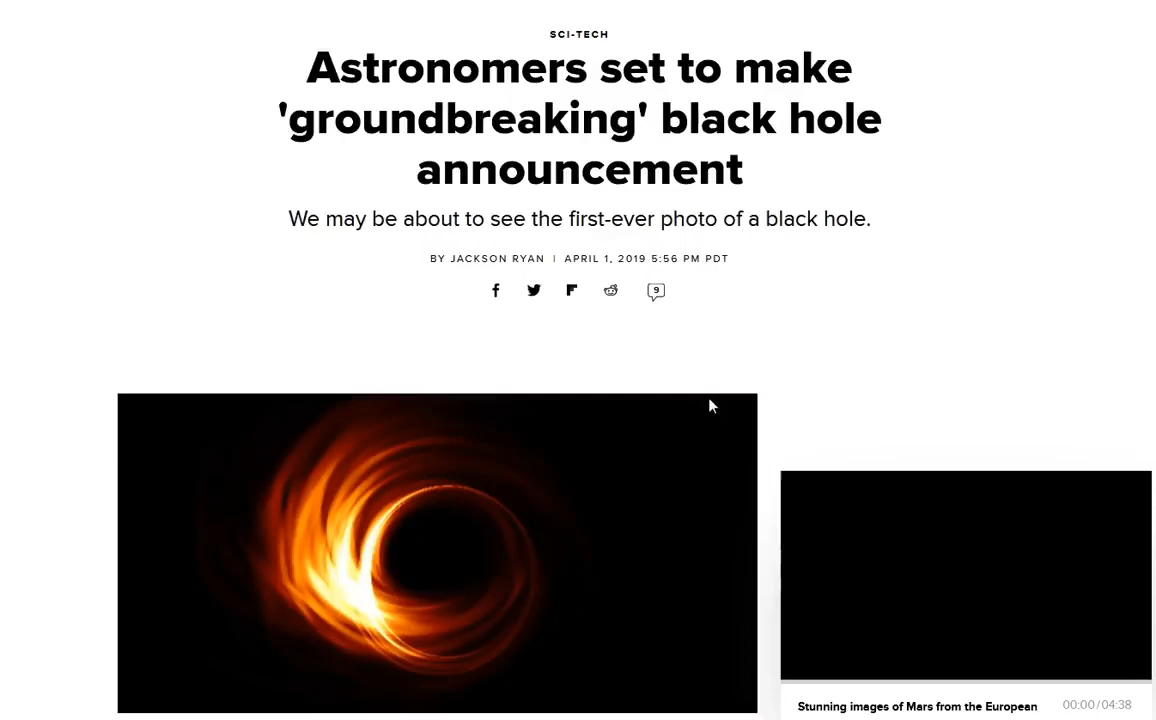 SCI-TECH
Astronomers set to make
'groundbreaking' black hole
announcement
We may be about to see the first-ever photo of a black hole.
BY JACKSON RYAN | APRIL 1, 2019 5:56 PM PDT
9
Stunning images of Mars from the European 00:00/04:38